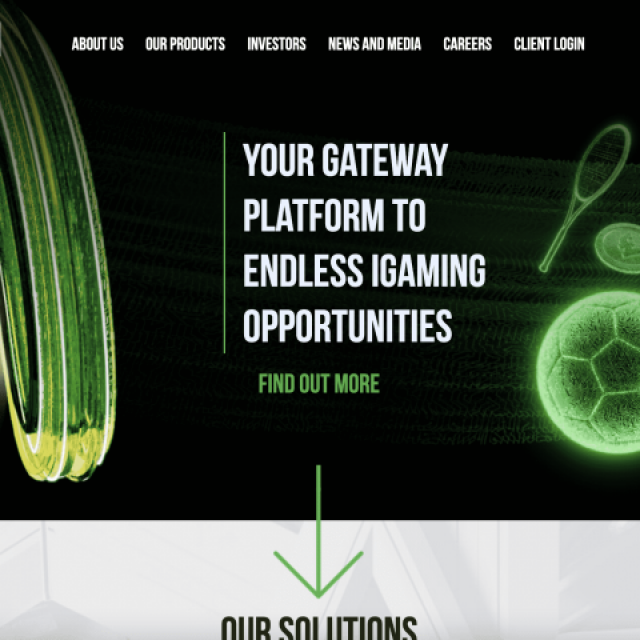 ABOUT US OUR PRODUCTS INVESTORS NEWS AND MEDIA CAREERS CLIENT LOGIN
YOUR GATEWAY
PLATFORM TO
ENDLESS IGAMING
OPPORTUNITIES
FIND OUT MORE
OUR SOLUTIONS